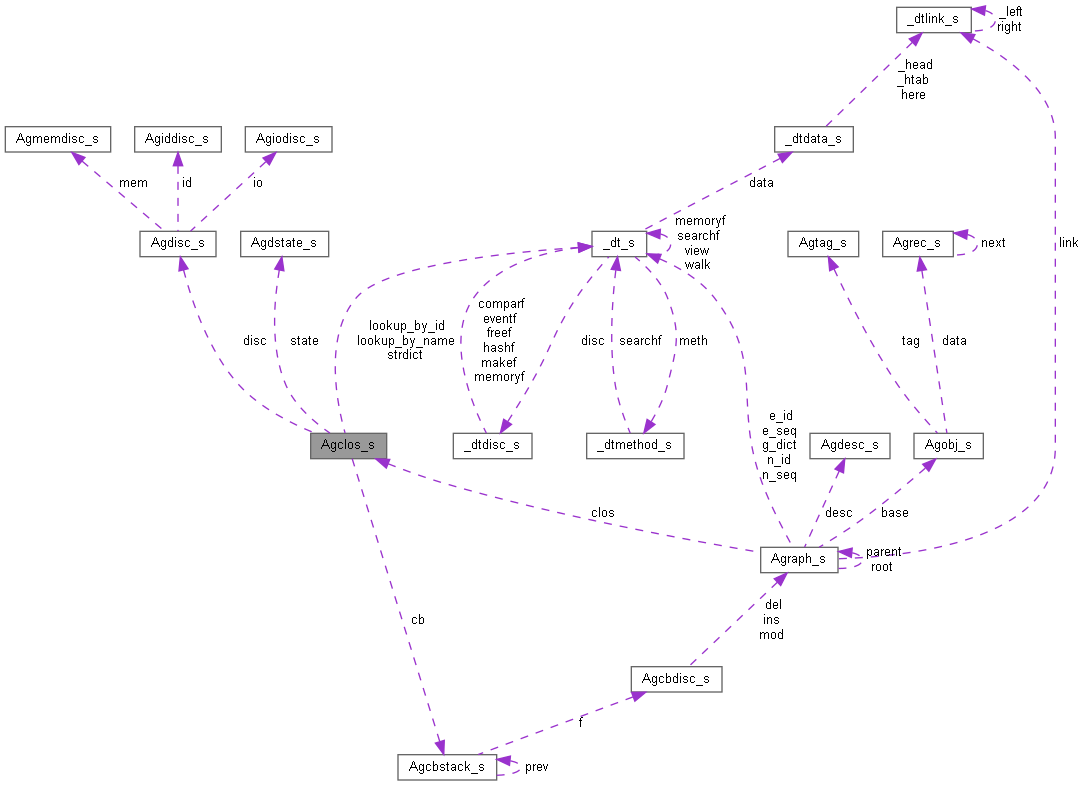 _dtlink_s
_left
right
_head
_htab
here
Agmemdisc_s
Agiddisc_s
Agiodisc_s
_dtdata_s
mem
id
io
data
Agdisc_s
Agdstate_s
_dt_s
memoryf
searchf
view
walk
Agtag_s
Agrec_s
next
link
disc
state
lookup_by_id
lookup_by_name
strdict
comparf
eventf
freef
hashf
makef
memoryf
disc
searchf
meth
tag
data
Agclos_s
_dtdisc_s
_dtmethod_s
e_id
e_seq
g_dict
n_id
n_seq
Agdesc_s
Agobj_s
clos
desc
base
Agraph_s
parent
root
cb
del
ins
mod
Agcbdisc_s
f
Agcbstack_s
prev